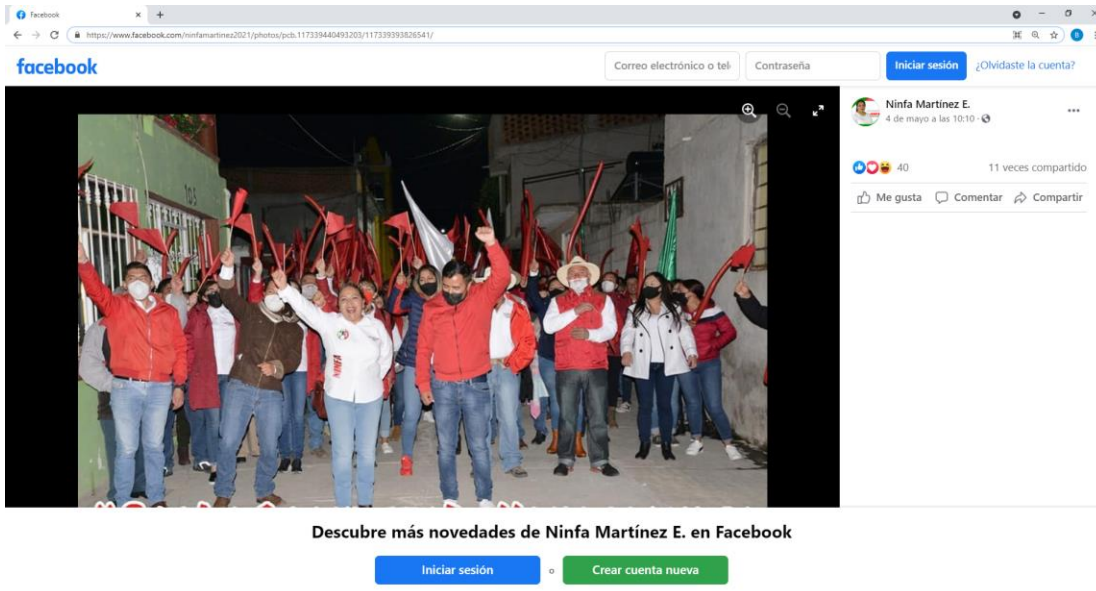 Facebook
https://www.facebook.com/ninfamartinez2021/photos/pcb.117339440493203/117339393826541/
facebook
Correo electrónico o tel
Contraseña
Iniciar sesión
¿Olvidaste la cuenta?
Ninfa Martínez E.
4 de mayo a las 10:10
40
11 veces compartido
Me gusta
Comentar
Compartir
105
NINFA
Descubre más novedades de Ninfa Martínez E. en Facebook
Iniciar sesión
o
Crear cuenta nueva